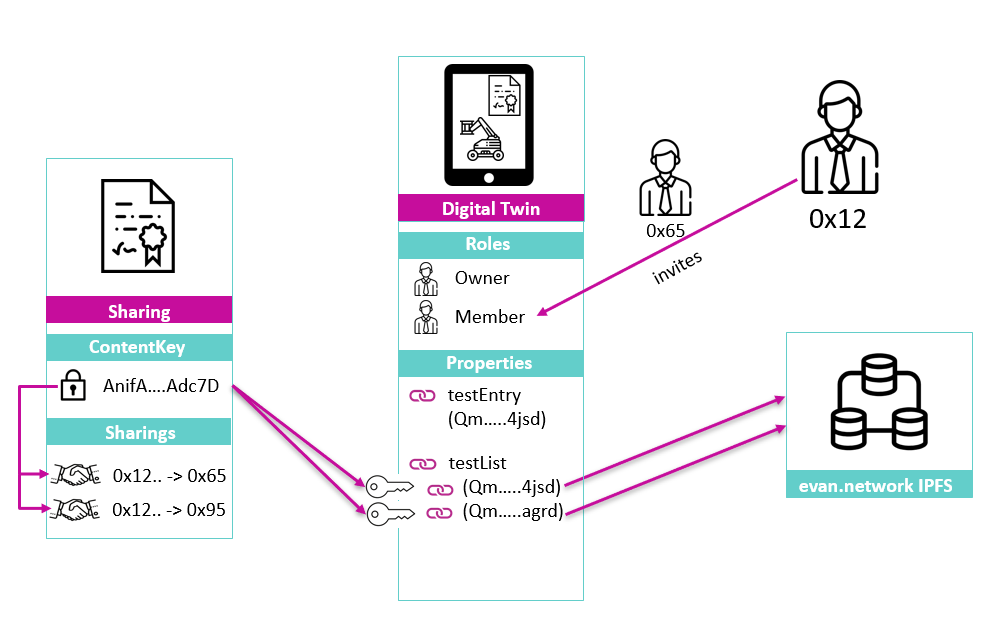 Sharing
ContentKey
AnifA....Adc7D
Sharings
0x12.. -> 0x65
0x12.. -> 0x95
Digital Twin
Roles
Owner
Member
Properties
testEntry
(Qm.....4jsd)
testList
(Qm.....4jsd)
(Qm.....agrd)
0x65
invites
0x12
evan.network IPFS